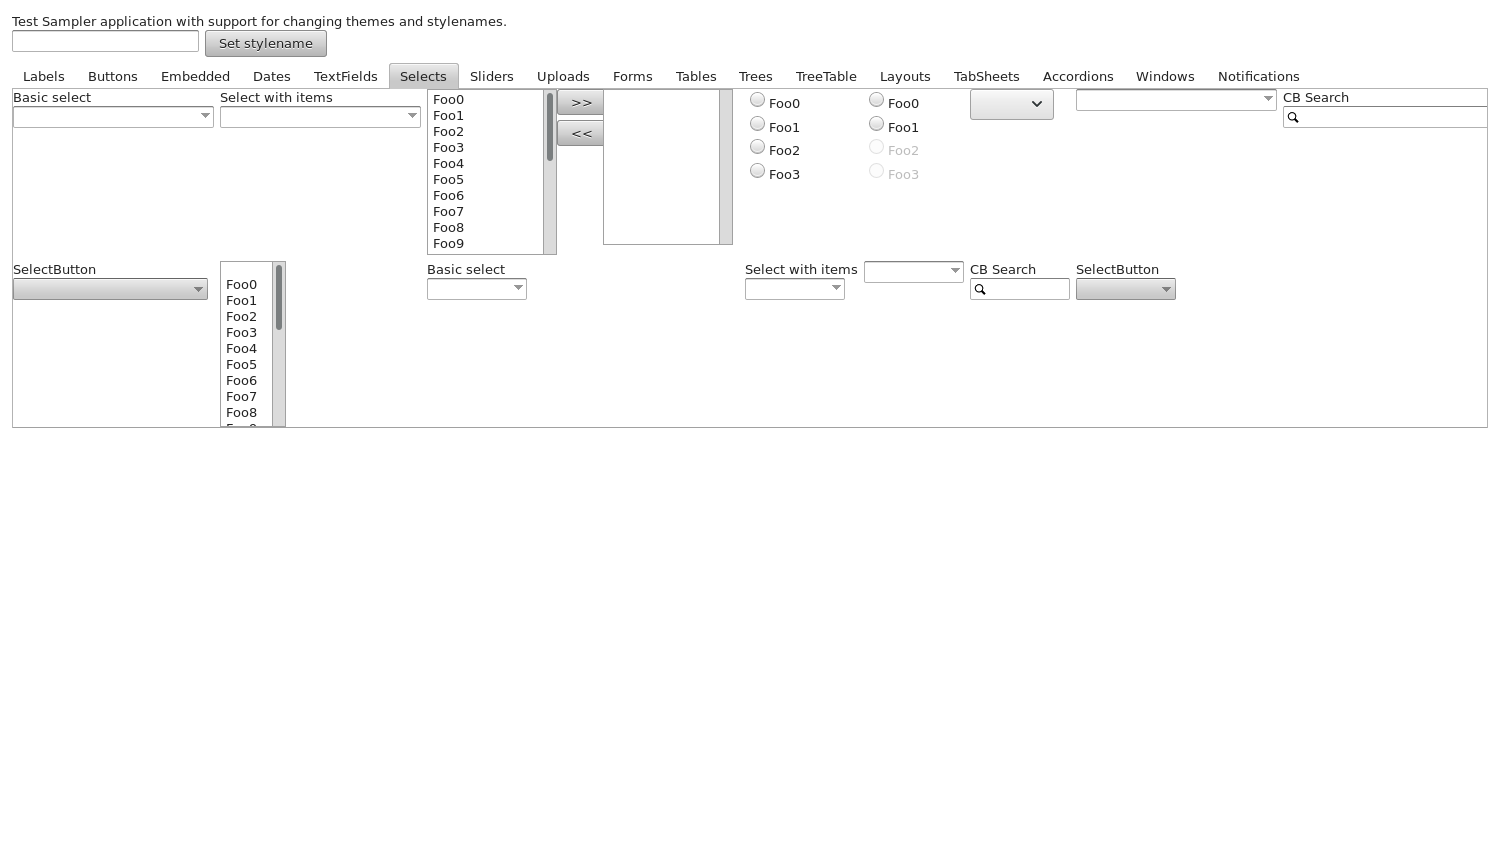 Test Sampler application with support for changing themes and stylenames.
Set stylename
Labels Buttons Embedded Dates TextFields Selects Sliders Uploads Forms Tables Trees TreeTable Layouts TabSheets Accordions Windows Notifications
Basic select
Select with items
Foo0
Foo1
Foo2
Foo3
Foo4
Foo5
Foo6
Foo7
Foo8
Foo9
>>
<<
Foo0
Foo1
Foo2
Foo3
Foo0
Foo1
Foo2
Foo3
CB Search
SelectButton
Foo0
Foo1
Foo2
Foo3
Foo4
Foo5
Foo6
Foo7
Foo8
Basic select
Select with items
CB Search
SelectButton